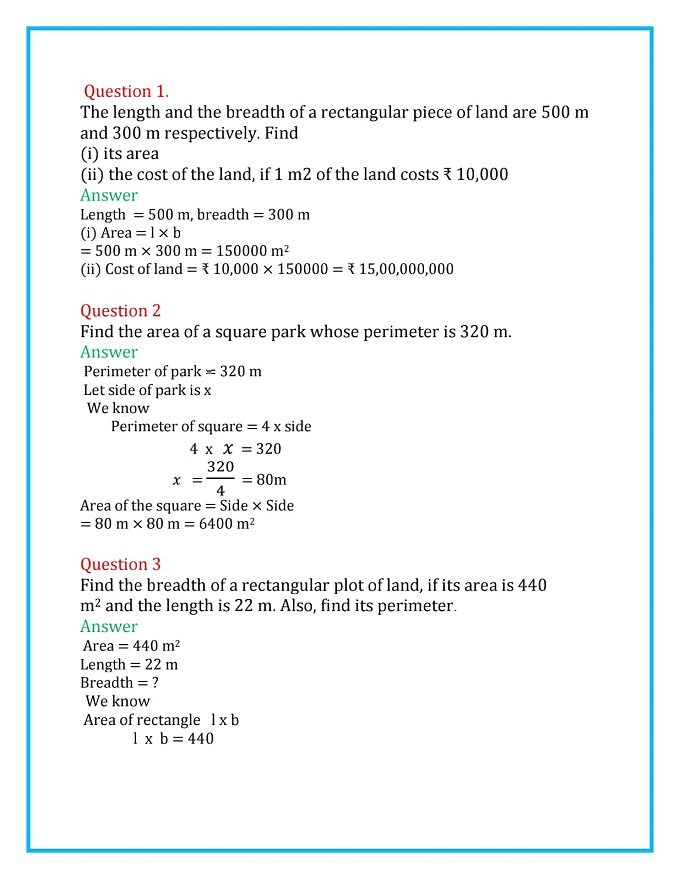 Question 1.
The length and the breadth of a rectangular piece of land are 500 m
and 300 m respectively. Find
(i) its area
(ii) the cost of the land, if 1 m2 of the land costs ₹ 10,000
Answer
Length = 500 m, breadth = 300 m
(i) Area = l × b
= 500 m × 300 m = 150000 m²
(ii) Cost of land = ₹ 10,000 × 150000 = ₹ 15,00,000,000
Question 2
Find the area of a square park whose perimeter is 320 m.
Answer
Perimeter of park = 320 m
Let side of park is x
We know
Perimeter of square = 4 x side
4 x x = 320
x = 320/4 = 80m
Area of the square = Side × Side
= 80 m × 80 m = 6400 m²
Question 3
Find the breadth of a rectangular plot of land, if its area is 440
m² and the length is 22 m. Also, find its perimeter.
Answer
Area = 440 m²
Length = 22 m
Breadth = ?
We know
Area of rectangle l x b
l x b = 440